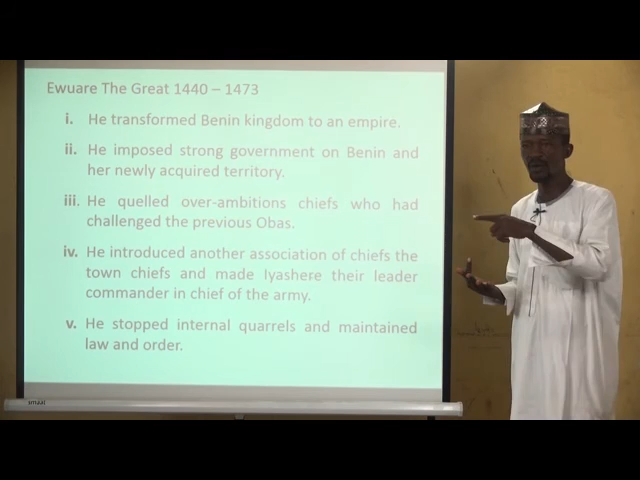 Ewuare The Great 1440 – 1473
i. He transformed Benin kingdom to an empire.
ii. He imposed strong government on Benin and
her newly acquired territory.
iii. He quelled over-ambitions chiefs who had
challenged the previous Obas.
iv. He introduced another association of chiefs the
town chiefs and made Iyashere their leader
commander in chief of the army.
v. He stopped internal quarrels and maintained
law and order.
smaat